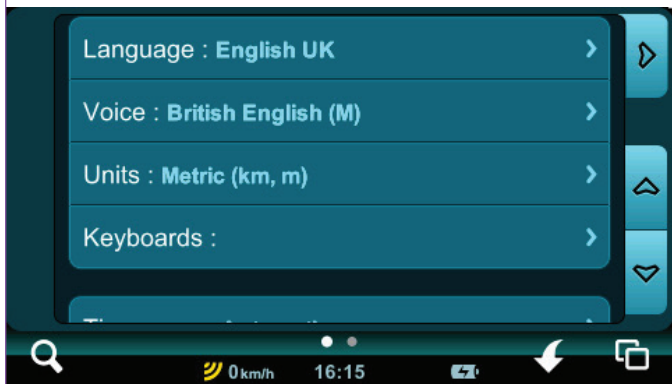 Language : English UK
Voice : British English (M)
Units : Metric (km, m)
Keyboards :
0km/h 16:15